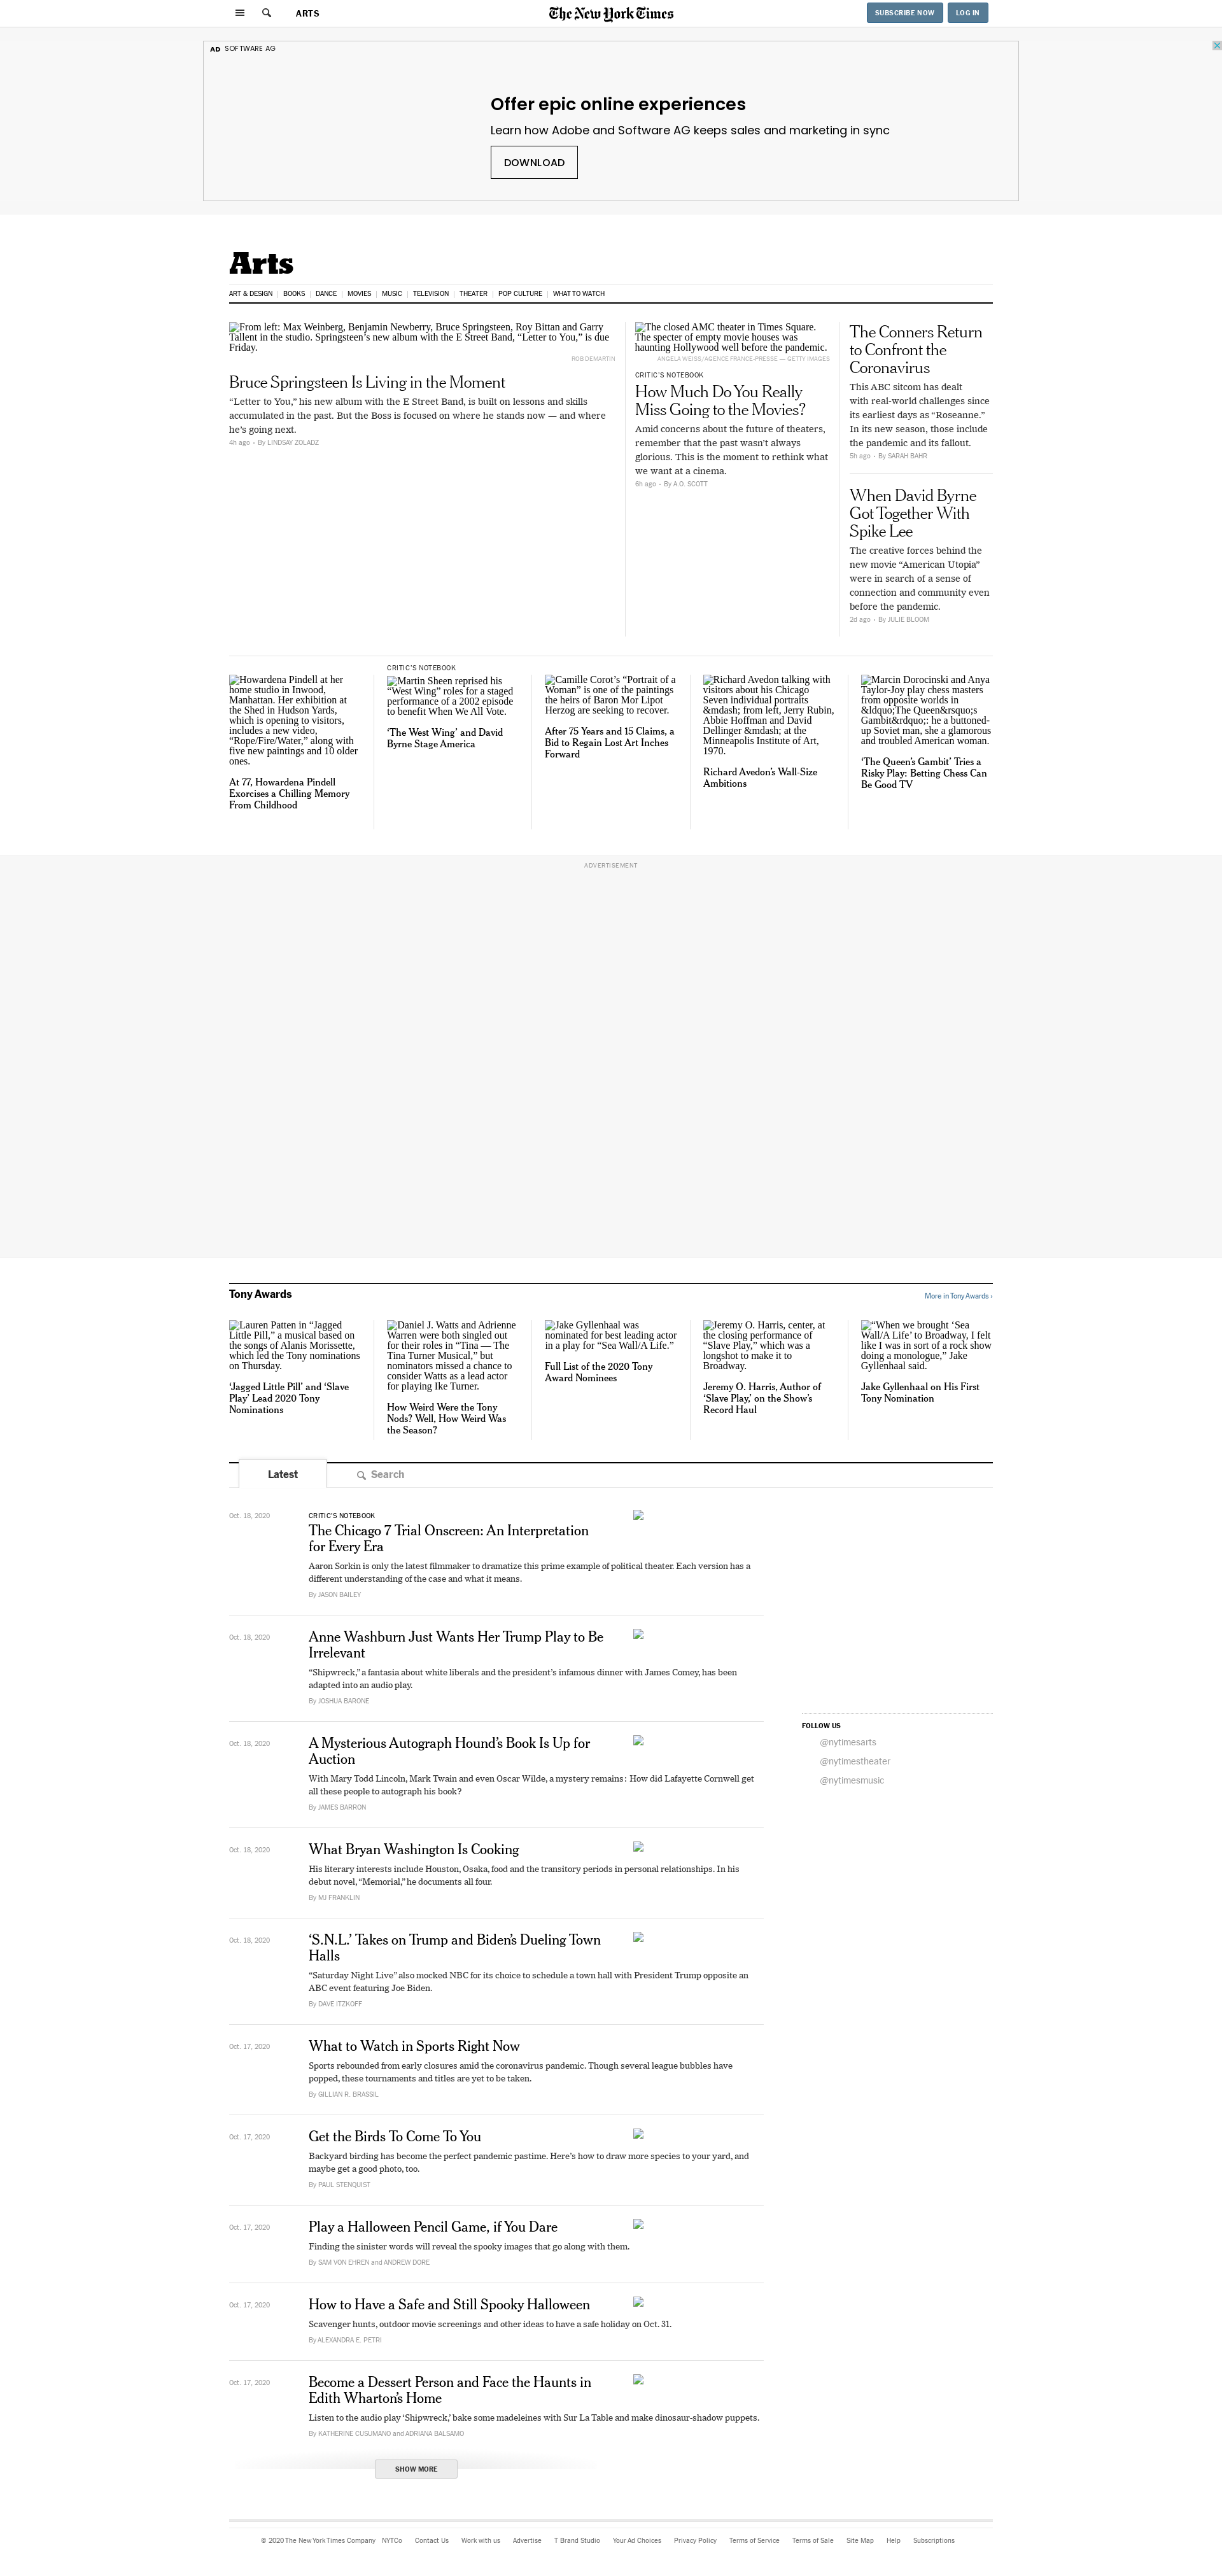 ARTS
The New York Times
SUBSCRIBE NOW
LOG IN
AD SOFTWARE AG
Offer epic online experiences
Learn how Adobe and Software AG keeps sales and marketing in sync
DOWNLOAD
Arts
ART & DESIGN | BOOKS | DANCE | MOVIES | MUSIC | TELEVISION | THEATER | POP CULTURE | WHAT TO WATCH
From left: Max Weinberg, Benjamin Newberry, Bruce Springsteen, Roy Bittan and Garry
Tallent in the studio. Springsteen’s new album with the E Street Band, “Letter to You,” is due
Friday.
ROB DEMARTIN
Bruce Springsteen Is Living in the Moment
“Letter to You,” his new album with the E Street Band, is built on lessons and skills
accumulated in the past. But the Boss is focused on where he stands now — and where
he’s going next.
4h ago - By LINDSAY ZOLADZ
The closed AMC theater in Times Square.
The specter of empty movie houses was
haunting Hollywood well before the pandemic.
ANGELA WEISS/AGENCE FRANCE-PRESSE — GETTY IMAGES
CRITIC’S NOTEBOOK
How Much Do You Really
Miss Going to the Movies?
Amid concerns about the future of theaters,
remember that the past wasn’t always
glorious. This is the moment to rethink what
we want at a cinema.
6h ago - By A.O. SCOTT
The Conners Return
to Confront the
Coronavirus
This ABC sitcom has dealt
with real-world challenges since
its earliest days as “Roseanne.”
In its new season, those include
the pandemic and its fallout.
5h ago - By SARAH BAHR
When David Byrne
Got Together With
Spike Lee
The creative forces behind the
new movie “American Utopia”
were in search of a sense of
connection and community even
before the pandemic.
2d ago - By JULIE BLOOM
Howardena Pindell at her
home studio in Inwood,
Manhattan. Her exhibition at
the Shed in Hudson Yards,
which is opening to visitors,
includes a new video,
“Rope/Fire/Water,” along with
five new paintings and 10 older
ones.
At 77, Howardena Pindell
Exorcises a Chilling Memory
From Childhood
CRITIC’S NOTEBOOK
Martin Sheen reprised his
“West Wing” roles for a staged
performance of a 2002 episode
to benefit When We All Vote.
‘The West Wing’ and David
Byrne Stage America
Camille Corot’s “Portrait of a
Woman” is one of the paintings
the heirs of Baron Mor Lipot
Herzog are seeking to recover.
After 75 Years and 15 Claims, a
Bid to Regain Lost Art Inches
Forward
Richard Avedon talking with
visitors about his Chicago
Seven individual portraits
&mdash; from left, Jerry Rubin,
Abbie Hoffman and David
Dellinger &mdash; at the
Minneapolis Institute of Art,
1970.
Richard Avedon’s Wall-Size
Ambitions
Marcin Dorocinski and Anya
Taylor-Joy play chess masters
from opposite worlds in
&ldquo;The Queen&rsquo;s
Gambit&rdquo;: he a buttoned-
up Soviet man, she a glamorous
and troubled American woman.
‘The Queen’s Gambit’ Tries a
Risky Play: Betting Chess Can
Be Good TV
ADVERTISEMENT
Tony Awards
More in Tony Awards ›
Lauren Patten in “Jagged
Little Pill,” a musical based on
the songs of Alanis Morissette,
which led the Tony nominations
on Thursday.
‘Jagged Little Pill’ and ‘Slave
Play’ Lead 2020 Tony
Nominations
Daniel J. Watts and Adrienne
Warren were both singled out
for their roles in “Tina — The
Tina Turner Musical,” but
nominators missed a chance to
consider Watts as a lead actor
for playing Ike Turner.
How Weird Were the Tony
Nods? Well, How Weird Was
the Season?
Jake Gyllenhaal was
nominated for best leading actor
in a play for “Sea Wall/A Life.”
Full List of the 2020 Tony
Award Nominees
Jeremy O. Harris, center, at
the closing performance of
“Slave Play,” which was a
longshot to make it to
Broadway.
Jeremy O. Harris, Author of
‘Slave Play,’ on the Show’s
Record Haul
“When we brought ‘Sea
Wall/A Life’ to Broadway, I felt
like I was in sort of a rock show
doing a monologue,” Jake
Gyllenhaal said.
Jake Gyllenhaal on His First
Tony Nomination
Latest
Search
Oct. 18, 2020
CRITIC’S NOTEBOOK
The Chicago 7 Trial Onscreen: An Interpretation
for Every Era
Aaron Sorkin is only the latest filmmaker to dramatize this prime example of political theater. Each version has a
different understanding of the case and what it means.
By JASON BAILEY
Oct. 18, 2020
Anne Washburn Just Wants Her Trump Play to Be
Irrelevant
“Shipwreck,” a fantasia about white liberals and the president’s infamous dinner with James Comey, has been
adapted into an audio play.
By JOSHUA BARONE
Oct. 18, 2020
A Mysterious Autograph Hound’s Book Is Up for
Auction
With Mary Todd Lincoln, Mark Twain and even Oscar Wilde, a mystery remains: How did Lafayette Cornwell get
all these people to autograph his book?
By JAMES BARRON
Oct. 18, 2020
What Bryan Washington Is Cooking
His literary interests include Houston, Osaka, food and the transitory periods in personal relationships. In his
debut novel, “Memorial,” he documents all four.
By MJ FRANKLIN
Oct. 18, 2020
‘S.N.L.’ Takes on Trump and Biden’s Dueling Town
Halls
“Saturday Night Live” also mocked NBC for its choice to schedule a town hall with President Trump opposite an
ABC event featuring Joe Biden.
By DAVE ITZKOFF
Oct. 17, 2020
What to Watch in Sports Right Now
Sports rebounded from early closures amid the coronavirus pandemic. Though several league bubbles have
popped, these tournaments and titles are yet to be taken.
By GILLIAN R. BRASSIL
Oct. 17, 2020
Get the Birds To Come To You
Backyard birding has become the perfect pandemic pastime. Here’s how to draw more species to your yard, and
maybe get a good photo, too.
By PAUL STENQUIST
Oct. 17, 2020
Play a Halloween Pencil Game, if You Dare
Finding the sinister words will reveal the spooky images that go along with them.
By SAM VON EHREN and ANDREW DORE
Oct. 17, 2020
How to Have a Safe and Still Spooky Halloween
Scavenger hunts, outdoor movie screenings and other ideas to have a safe holiday on Oct. 31.
By ALEXANDRA E. PETRI
Oct. 17, 2020
Become a Dessert Person and Face the Haunts in
Edith Wharton’s Home
Listen to the audio play ‘Shipwreck,’ bake some madeleines with Sur La Table and make dinosaur-shadow puppets.
By KATHERINE CUSUMANO and ADRIANA BALSAMO
SHOW MORE
FOLLOW US
@nytimesarts
@nytimestheater
@nytimesmusic
© 2020 The New York Times Company NYTCo Contact Us Work with us Advertise T Brand Studio Your Ad Choices Privacy Policy Terms of Service Terms of Sale Site Map Help Subscriptions